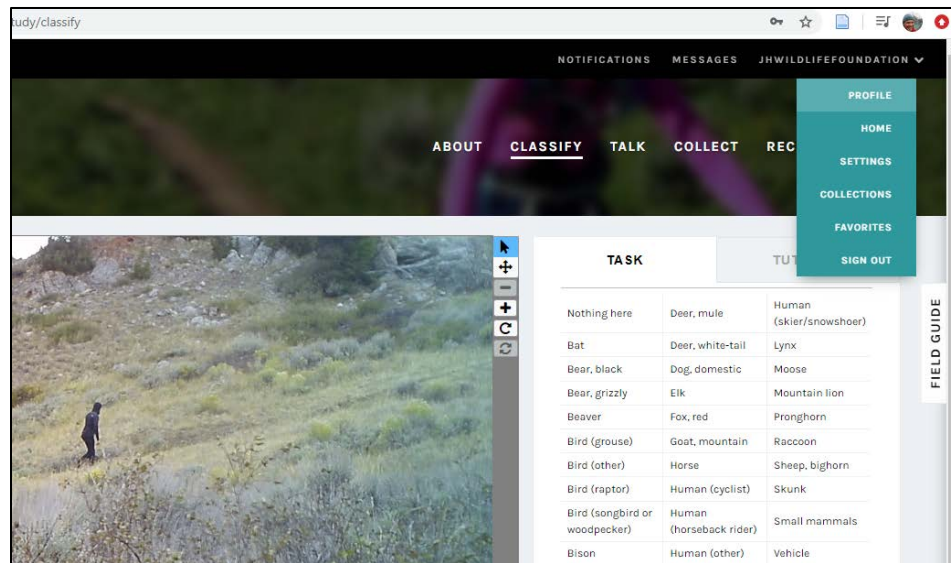 tudy/classify
NOTIFICATIONS MESSAGES JHWILDLIFEFOUNDATION
PROFILE
HOME
SETTINGS
COLLECTIONS
FAVORITES
SIGN OUT
ABOUT CLASSIFY TALK COLLECT REC
TASK
TUT
Nothing here
Deer, mule
Human
(skier/snowshoer)
Bat
Deer, white-tail
Lynx
Bear, black
Dog, domestic
Moose
Bear, grizzly
Elk
Mountain lion
Beaver
Fox, red
Pronghorn
Bird (grouse)
Goat, mountain
Raccoon
Bird (other)
Horse
Sheep, bighorn
Bird (raptor)
Human (cyclist)
Skunk
Bird (songbird or
woodpecker)
Human
(horseback rider)
Small mammals
Bison
Human (other)
Vehicle
FIELD GUIDE